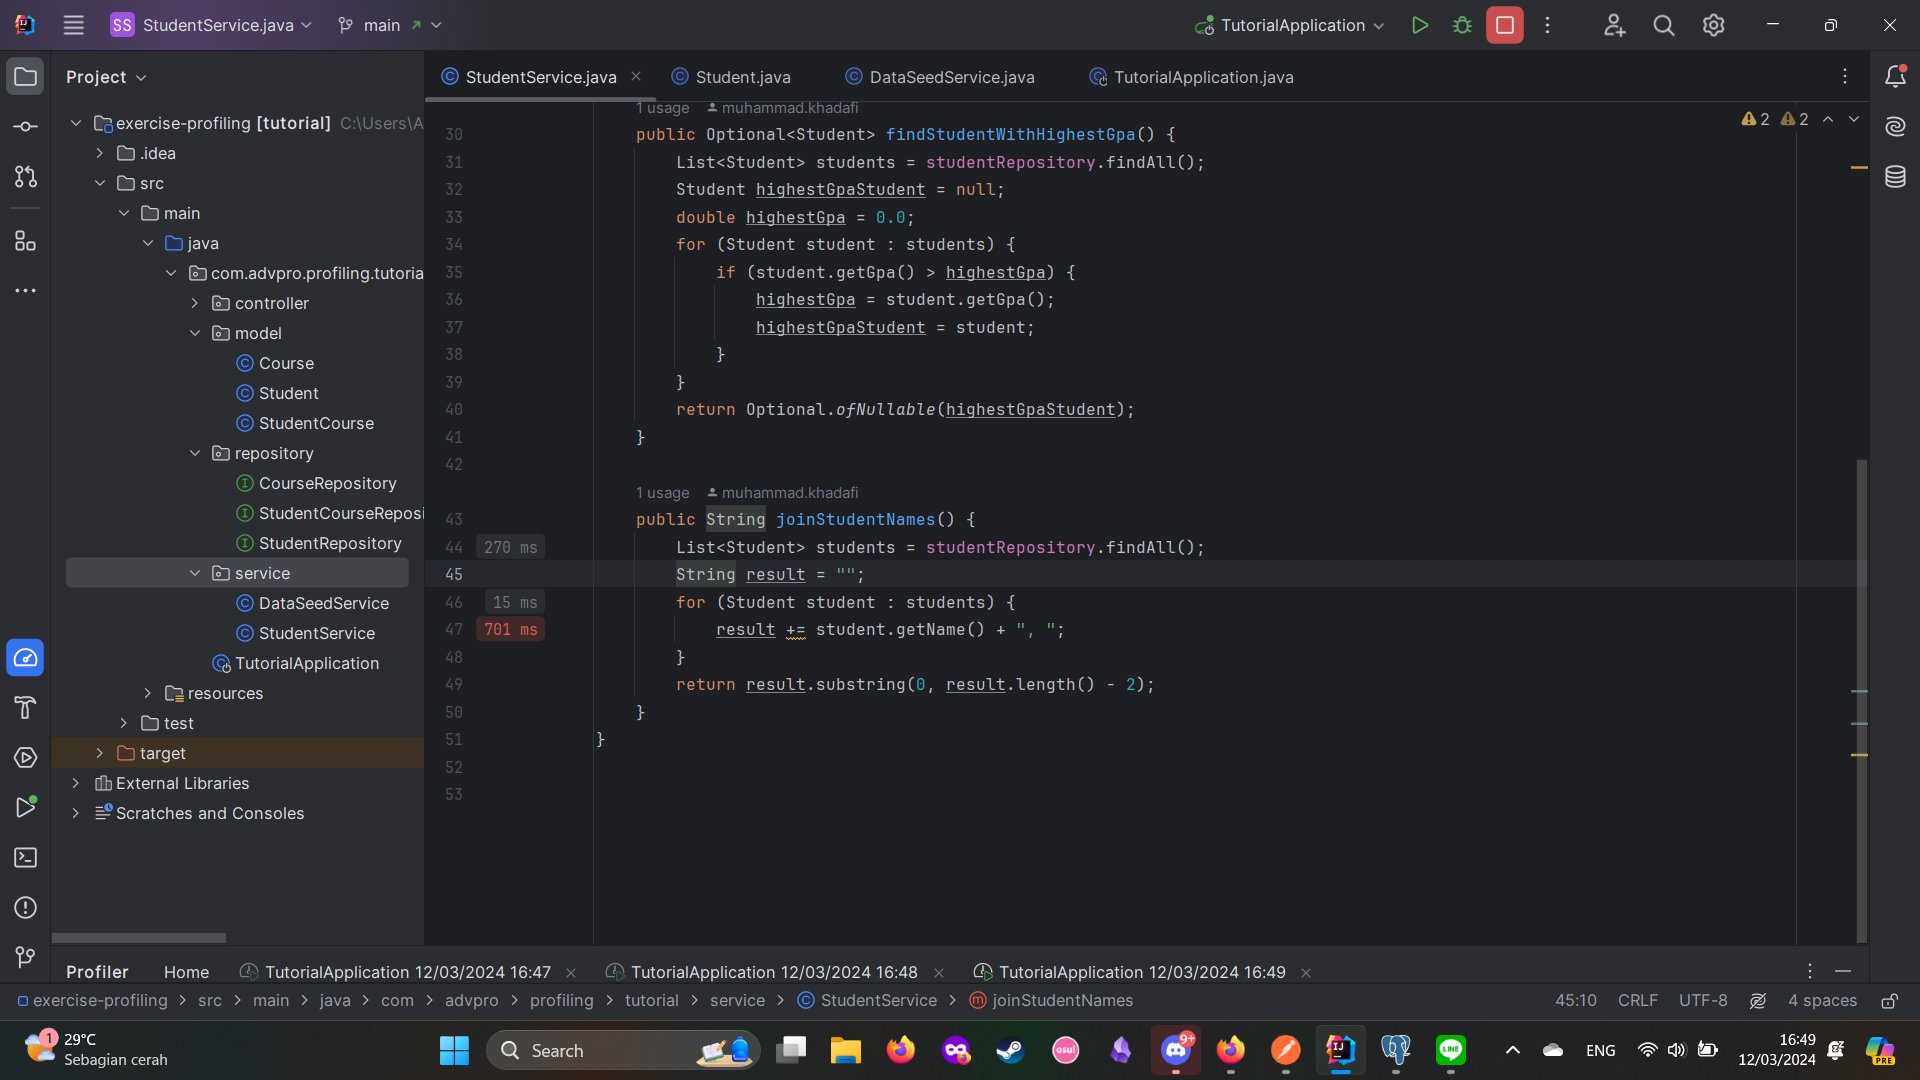 SS StudentService.java main TutorialApplication
Project
StudentService.java Student.java DataSeedService.java TutorialApplication.java
exercise-profiling [tutorial] C:\Users\A
.idea
src
main
java
com.advpro.profiling.tutoria
controller
model
Course
Student
StudentCourse
repository
CourseRepository
StudentCourseReposi
StudentRepository
service
DataSeedService
StudentService
TutorialApplication
resources
test
target
External Libraries
Scratches and Consoles
1 usage muhammad.khadafi
2 2
30 public Optional<Student> findStudentWithHighestGpa() {
31 List<Student> students = studentRepository.findAll();
32 Student highestGpaStudent = null;
33 double highestGpa = 0.0;
34 for (Student student : students) {
35 if (student.getGpa() > highestGpa) {
36 highestGpa = student.getGpa();
37 highestGpaStudent = student;
38 }
39 }
40 return Optional.ofNullable(highestGpaStudent);
41 }
42
1 usage muhammad.khadafi
43 public String joinStudentNames() {
44 270 ms List<Student> students = studentRepository.findAll();
45 String result = "";
46 15 ms for (Student student : students) {
47 701 ms result += student.getName() + ", ";
48 }
49 return result.substring(0, result.length() - 2);
50 }
51 }
52
53
Profiler Home TutorialApplication 12/03/2024 16:47 TutorialApplication 12/03/2024 16:48 TutorialApplication 12/03/2024 16:49
exercise-profiling > src > main > java > com > advpro > profiling > tutorial > service > StudentService > joinStudentNames 45:10 CRLF UTF-8 4 spaces
1 29°C
Sebagian cerah
Search
osu!
9+
LINE
ENG
16:49
12/03/2024
PRE